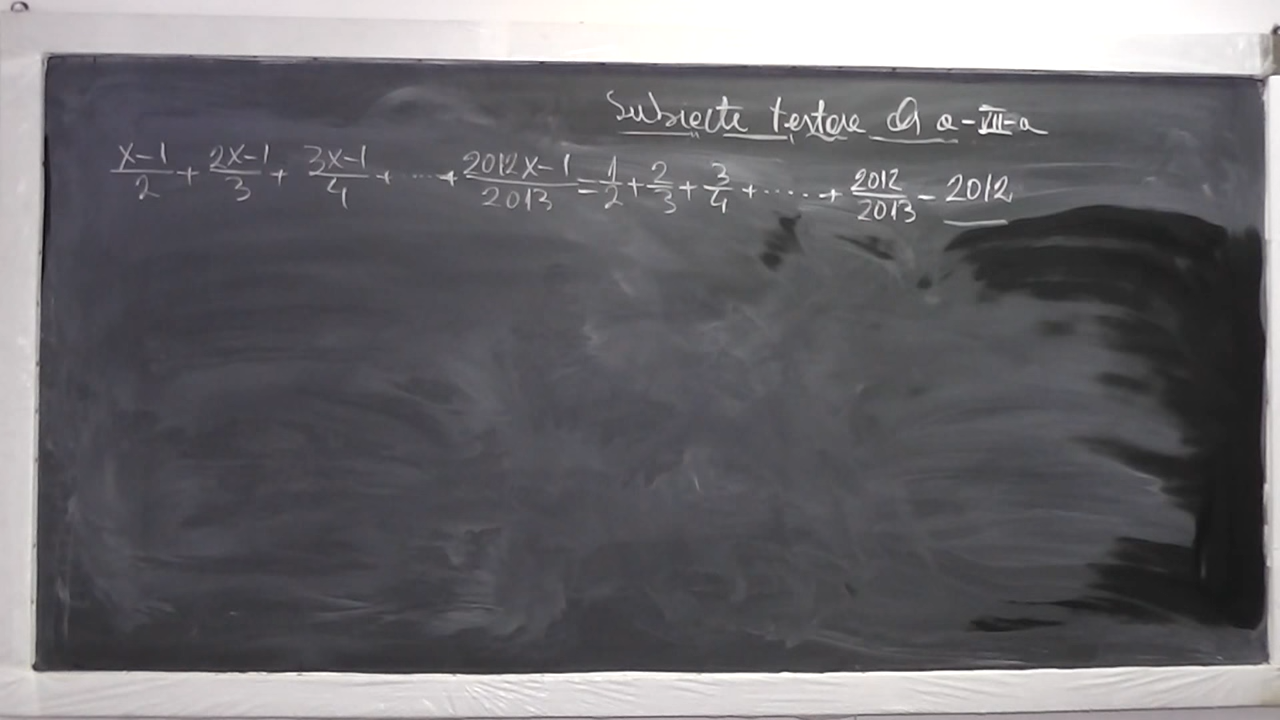 Subiecte testare cls a-VII-a
x-1/2 + 2x-1/3 + 3x-1/4 + ..... + 2012x-1/2013 = 1/2 + 2/3 + 3/4 + ...... + 2012/2013 - 2012